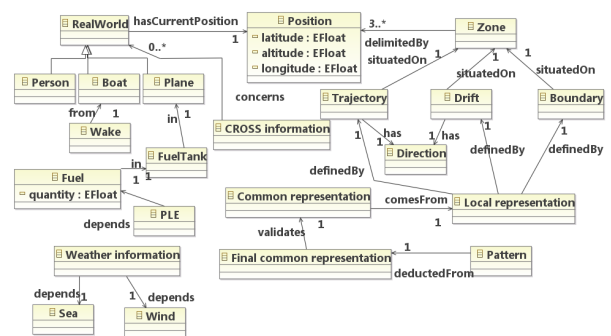 RealWorld
hasCurrentPosition
1
Position
latitude : EFloat
altitude : EFloat
longitude : EFloat
3..*
delimitedBy
Zone
0..*
situatedOn
1
1
1
situatedOn
situatedOn
Person
Boat
Plane
concerns
from
1
1
in
Wake
CROSS information
Trajectory
Drift
Boundary
1
1
has
1
1
has
1
1
Direction
definedBy
definedBy
definedBy
FuelTank
in
1
1
Fuel
quantity : EFloat
depends
PLE
Common representation
comesFrom
1
Local representation
1
validates
Weather information
Final common representation
1
deductedFrom
Pattern
depends
1
1
depends
Sea
Wind